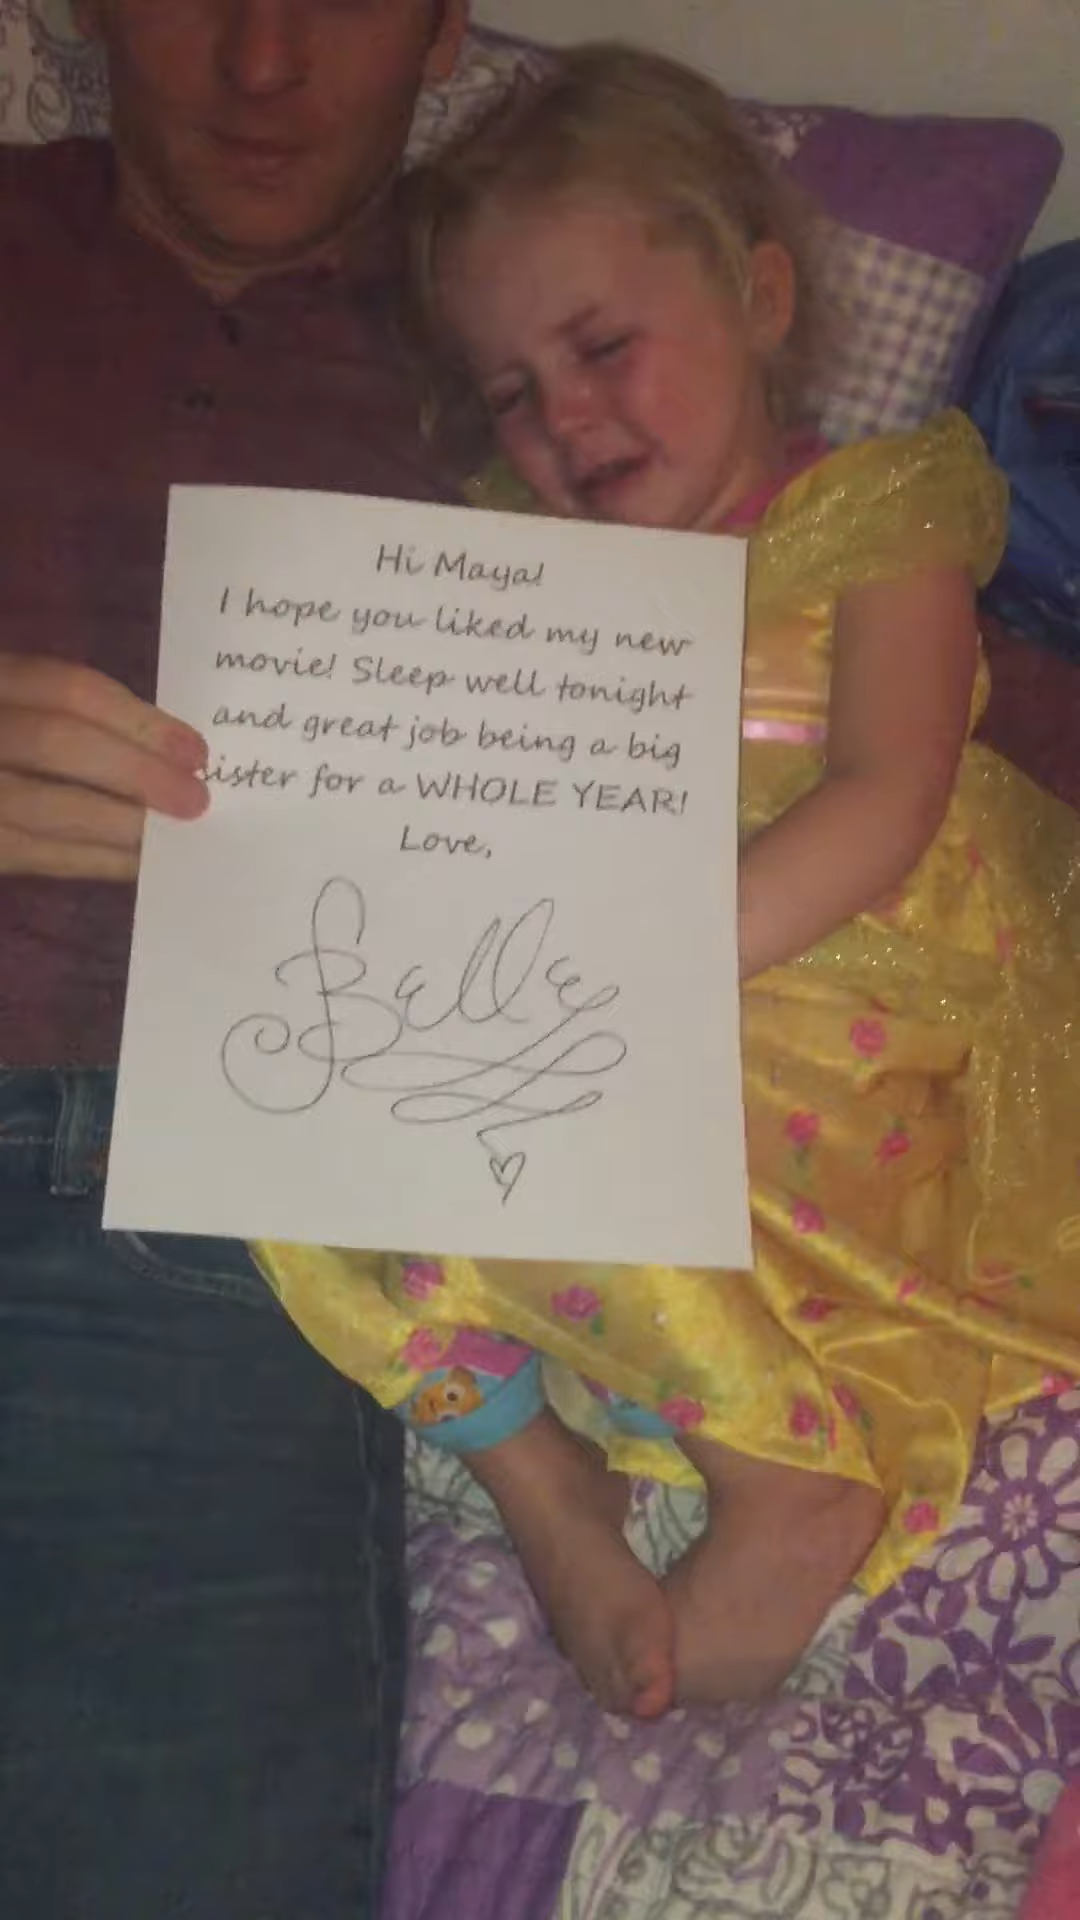 Hi Maya!
I hope you liked my new
movie! Sleep well tonight
and great job being a big
sister for a WHOLE YEAR!
Love,
Belle